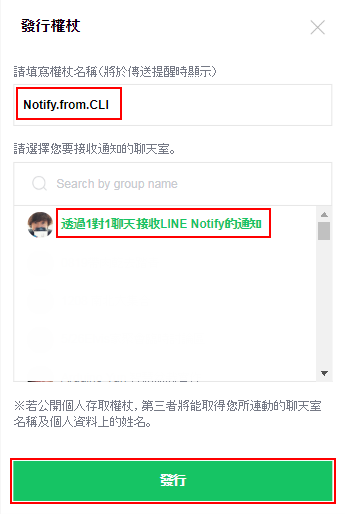 發行權杖
請填寫權杖名稱(將於傳送提醒時顯示)
Notify.from.CLI
請選擇您要接收通知的聊天室。
Search by group name
透過1對1聊天接收LINE Notify的通知
※若公開個人存取權杖, 第三者將能取得您所連動的聊天室
名稱及個人資料上的姓名。
發行